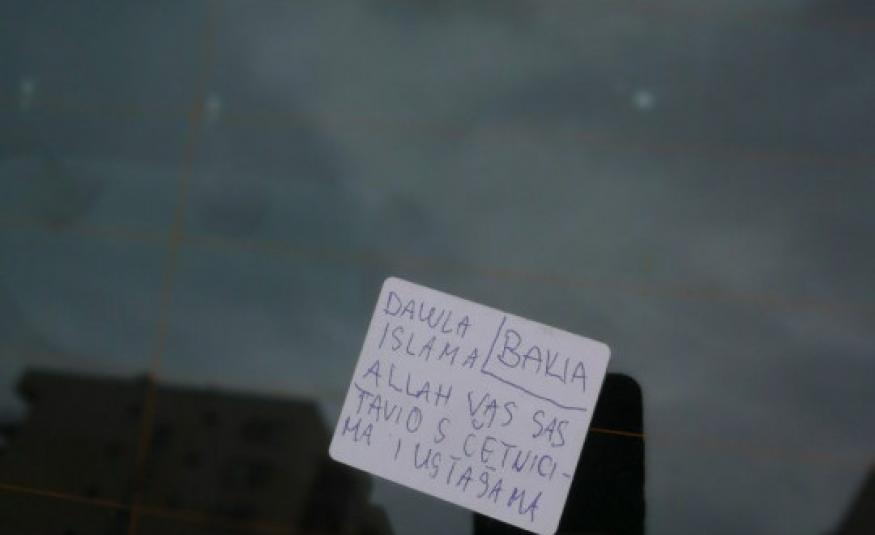 DAWLA
ISLAMA
BAKIA
ALLAH VAS SAS
TAVIO S ČETNICI-
MA I USTAŠAMA